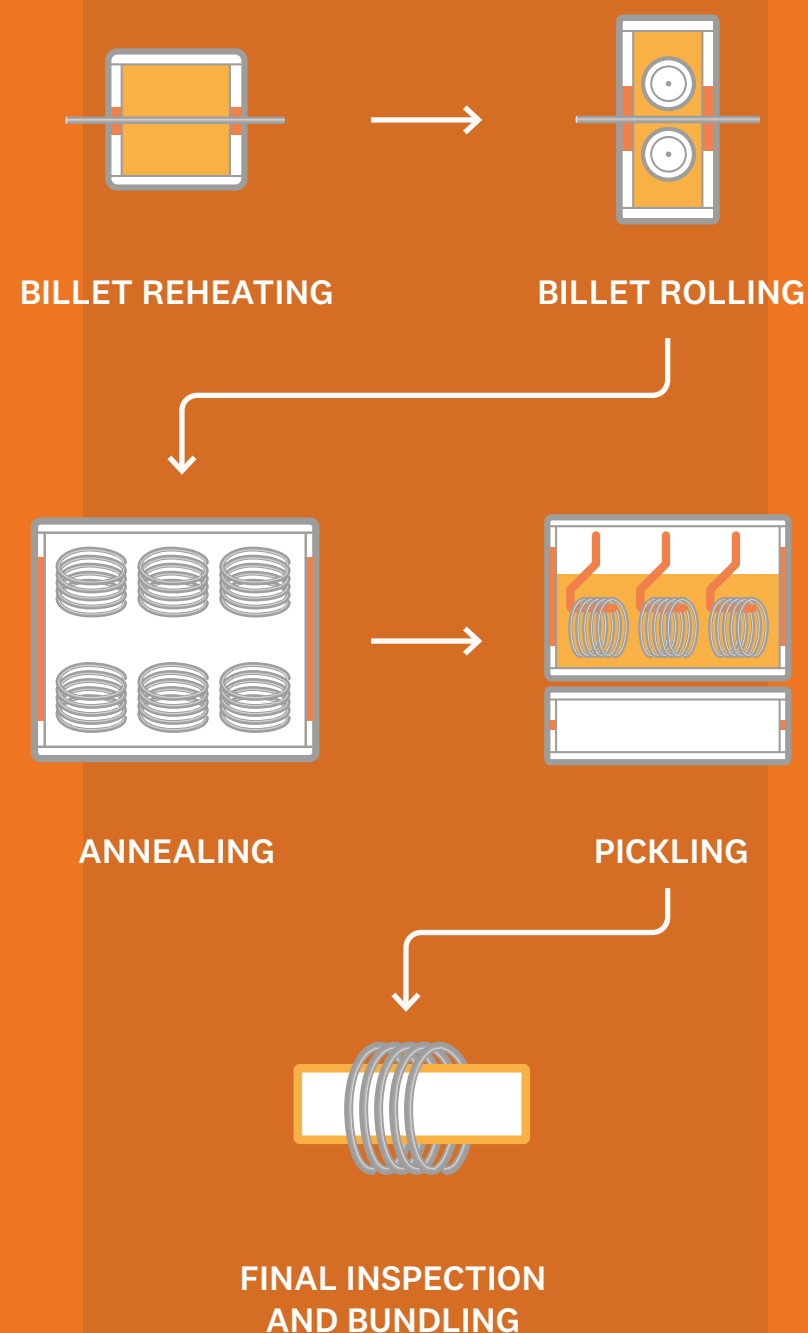 BILLET REHEATING
BILLET ROLLING
ANNEALING
PICKLING
FINAL INSPECTION
AND BUNDLING